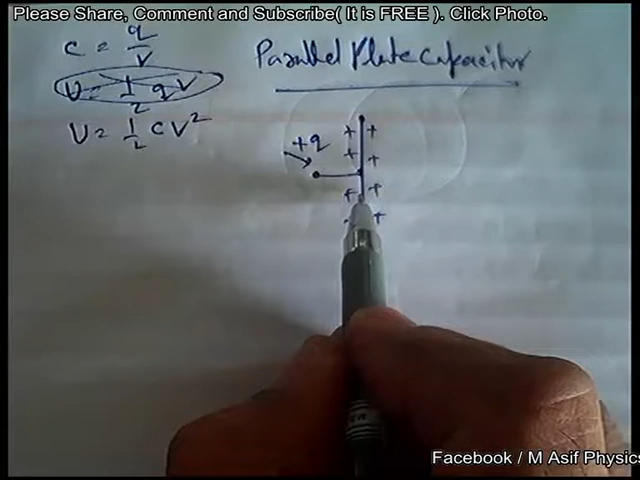 Please Share, Comment and Subscribe( It is FREE ). Click Photo.
C = q/V
Parallel Plate Capacitor
U = 1/2 qV
U = 1/2 CV²
+q
+ +
+ +
+ +
+
Facebook / M Asif Physics